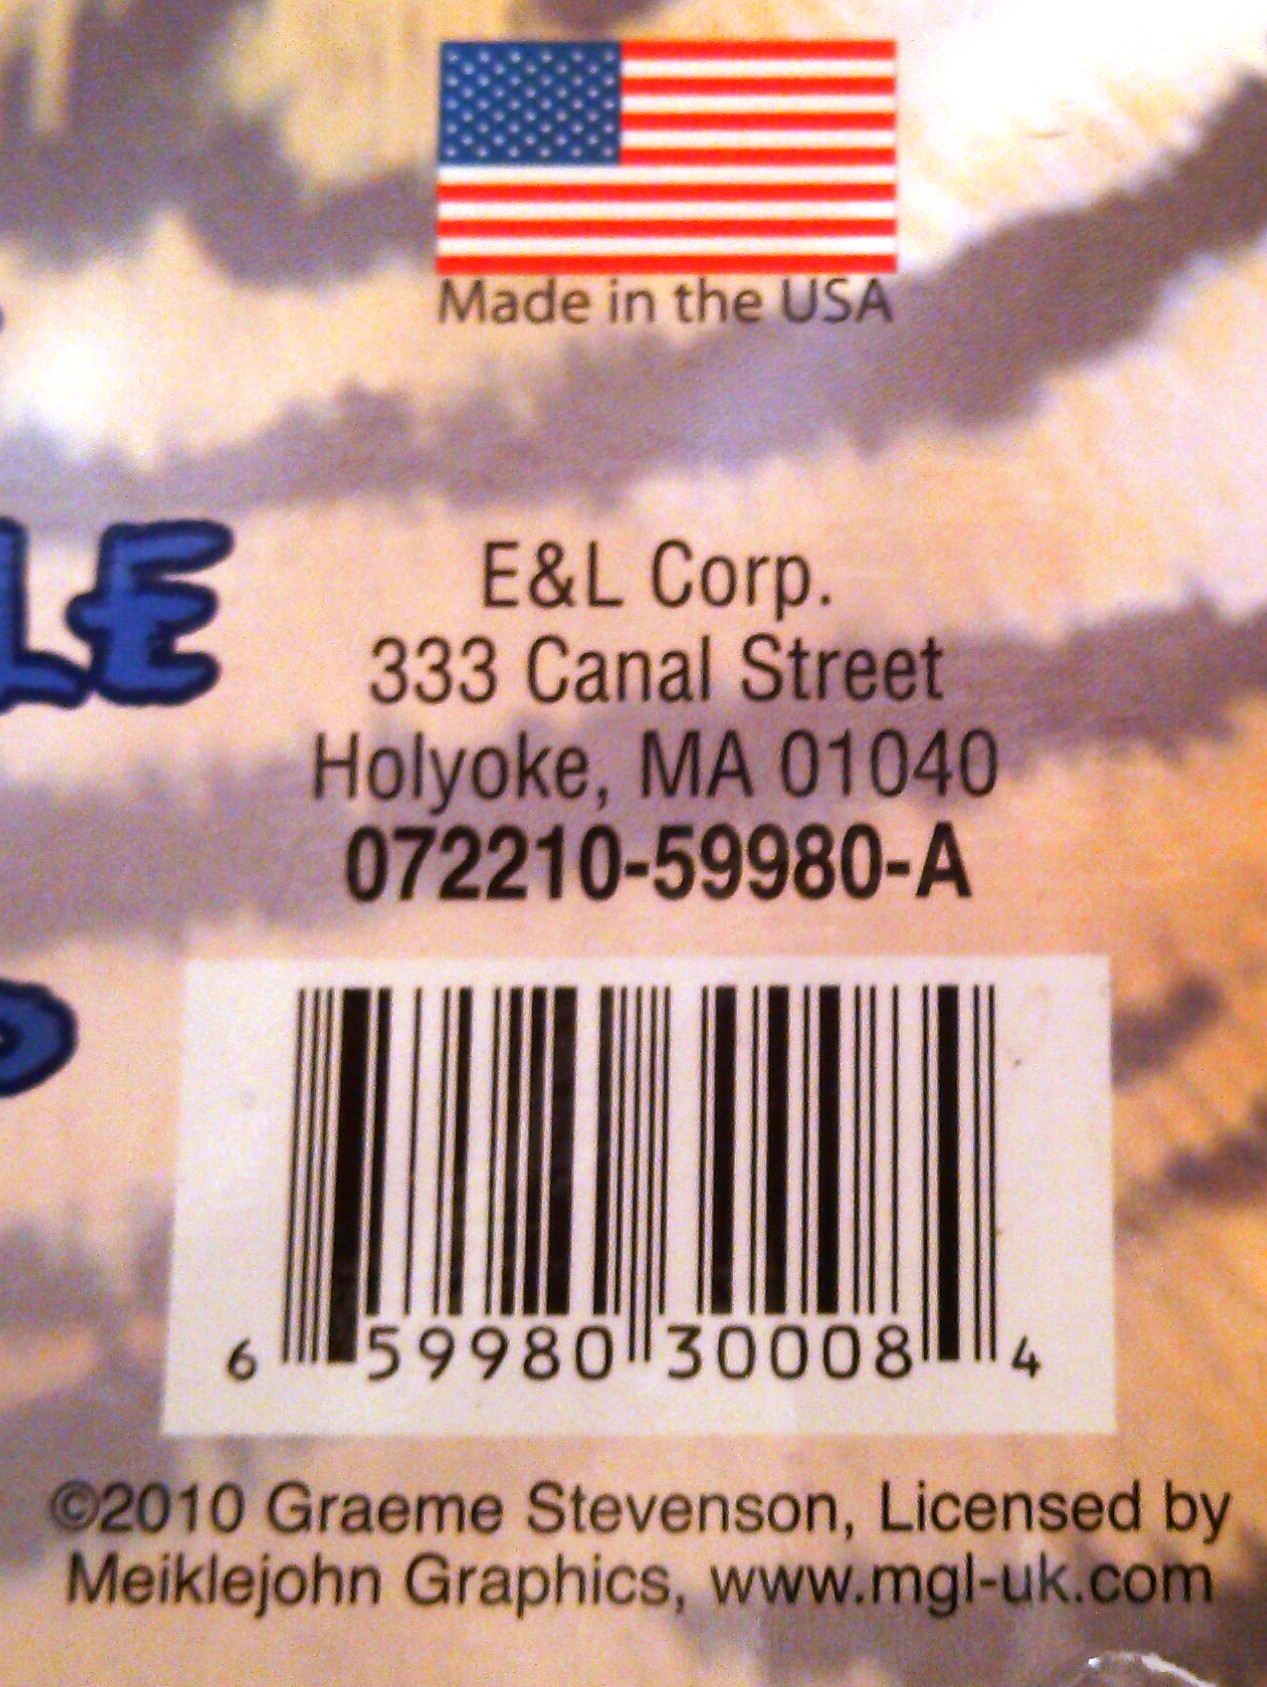 Made in the USA
LE
E&L Corp.
333 Canal Street
Holyoke, MA 01040
072210-59980-A
6 59980 30008 4
©2010 Graeme Stevenson, Licensed by
Meiklejohn Graphics, www.mgl-uk.com